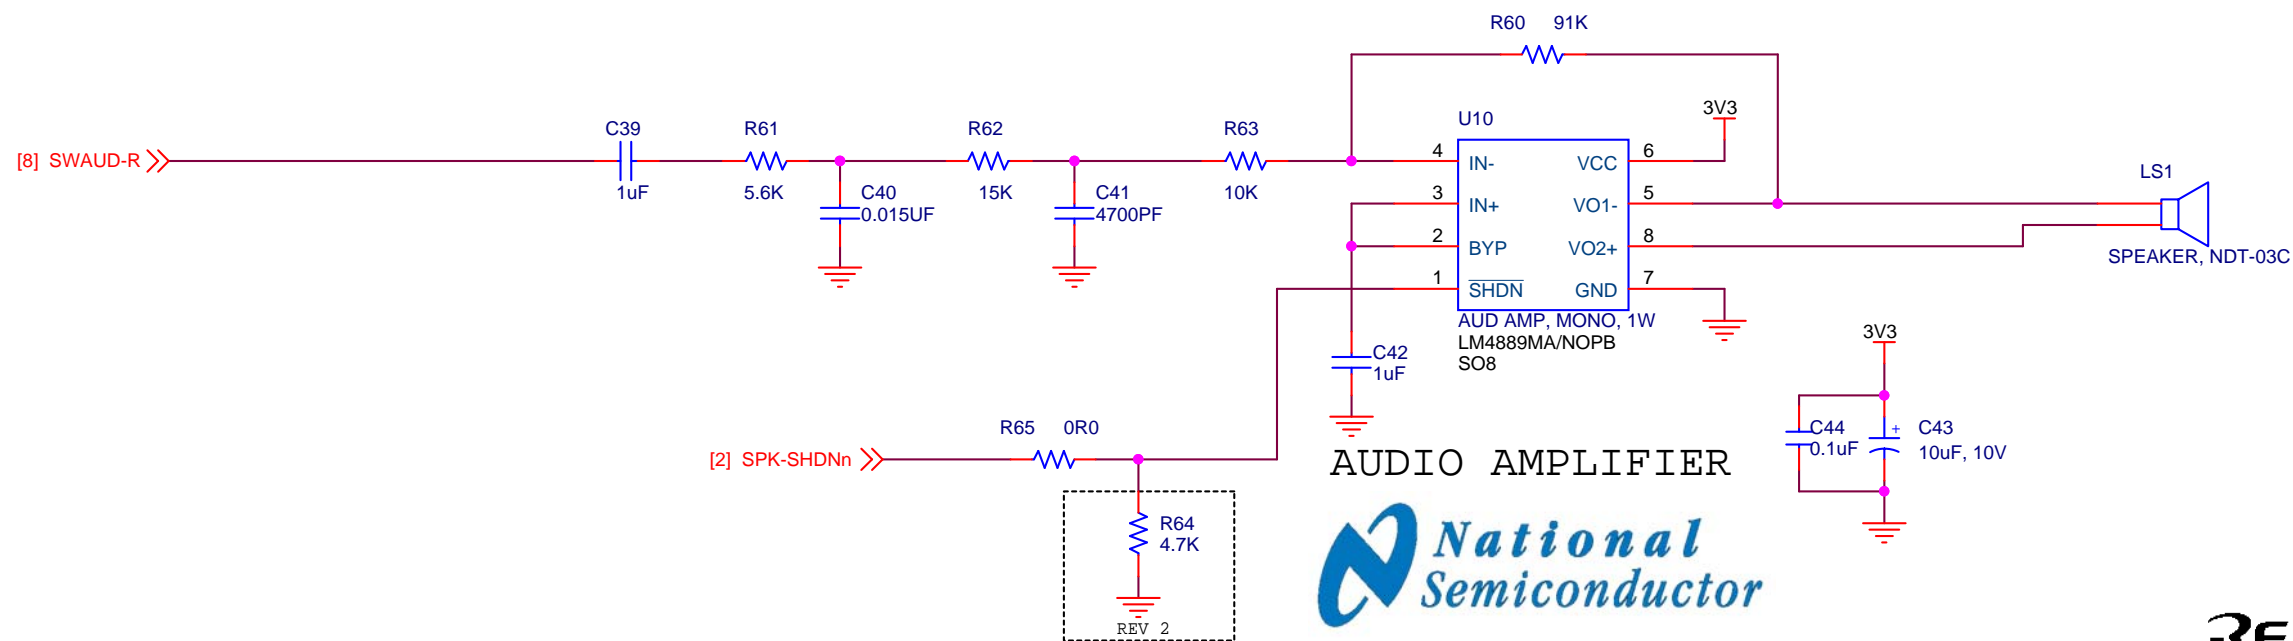 R60 91K
3V3
U10
C39
R61
R62
R63
[8] SWAUD-R
1uF
5.6K
C40
0.015UF
15K
C41
4700PF
10K
4 IN- VCC 6
3 IN+ VO1- 5
2 BYP VO2+ 8
1 SHDN GND 7
LS1
SPEAKER, NDT-03C
AUD AMP, MONO, 1W
LM4889MA/NOPB
SO8
C42
1uF
3V3
R65 0R0
[2] SPK-SHDNn
C44
0.1uF
+
C43
10uF, 10V
AUDIO AMPLIFIER
R64
4.7K
REV 2
National
Semiconductor